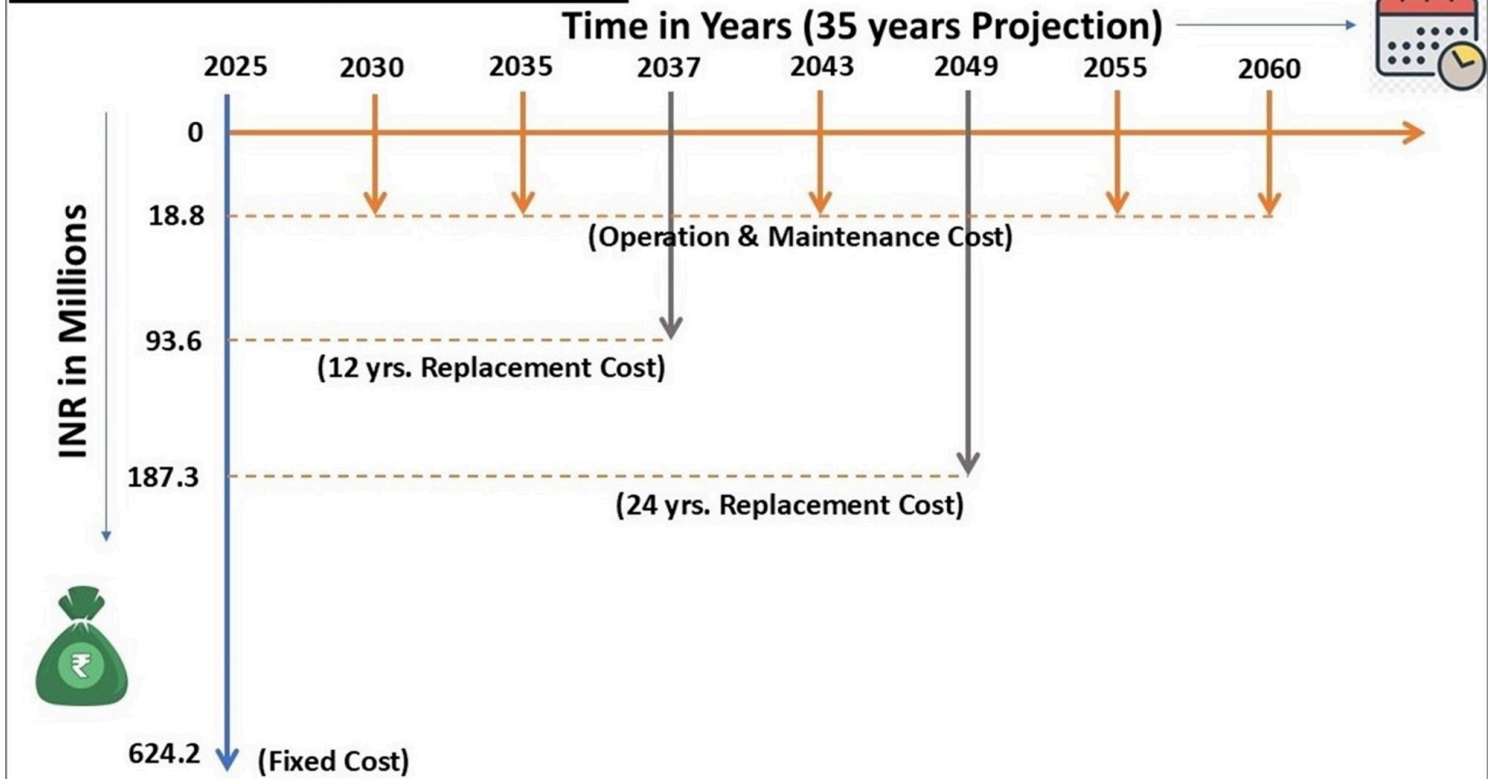 Time in Years (35 years Projection)
2025 2030 2035 2037 2043 2049 2055 2060
0
18.8
(Operation & Maintenance Cost)
INR in Millions
93.6
(12 yrs. Replacement Cost)
187.3
(24 yrs. Replacement Cost)
₹
624.2 (Fixed Cost)